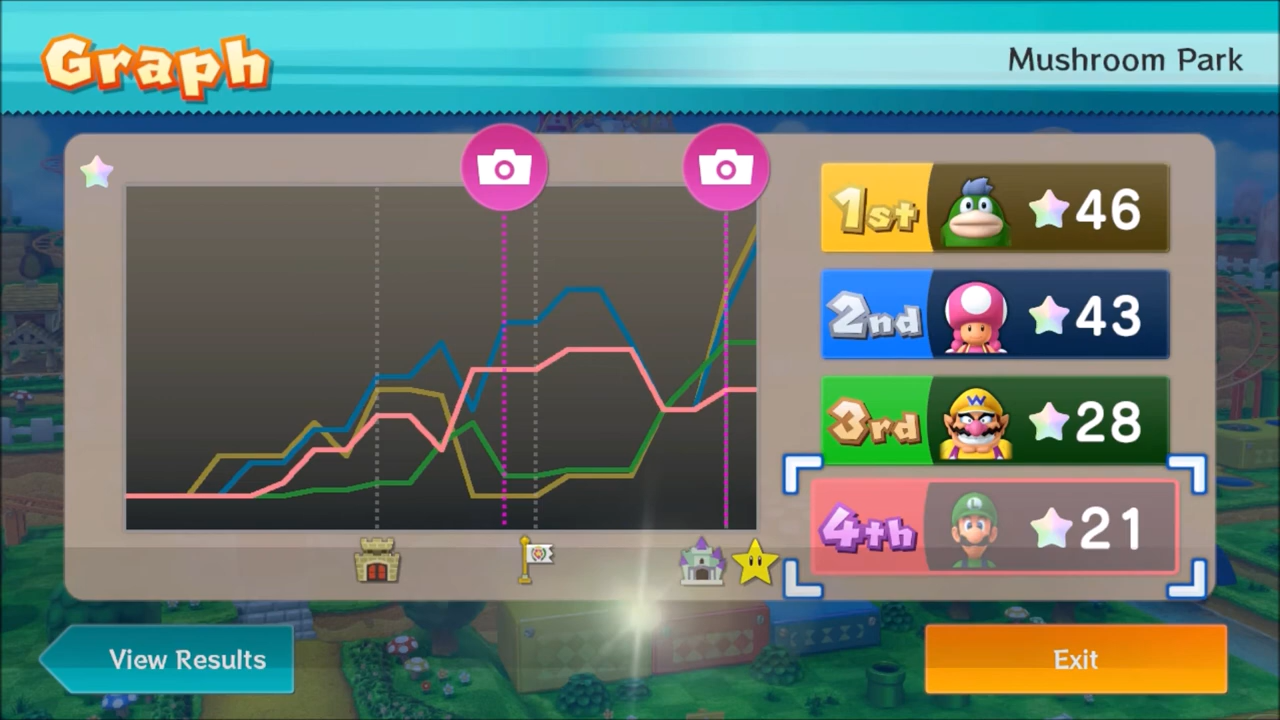 Graph
Mushroom Park
1st 46
2nd 43
W
3rd 28
L
4th 21
View Results
Exit